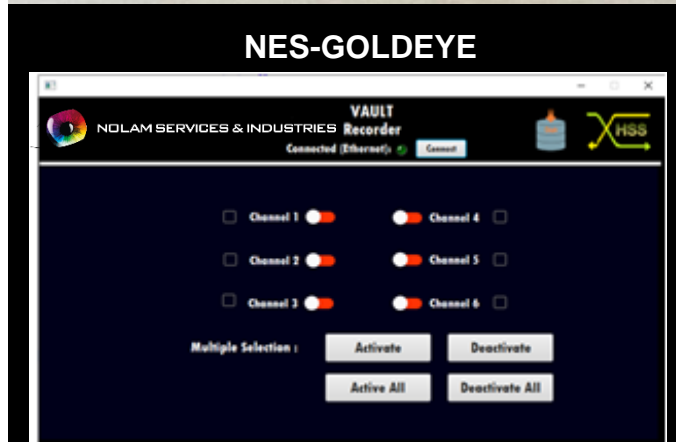 NES-GOLDEYE
VAULT
NOLAM SERVICES & INDUSTRIES Recorder
Connected (Ethernet): Connect
HSS
Channel 1 Channel 4
Channel 2 Channel 5
Channel 3 Channel 6
Multiple Selection : Activate Deactivate
Active All Deactivate All